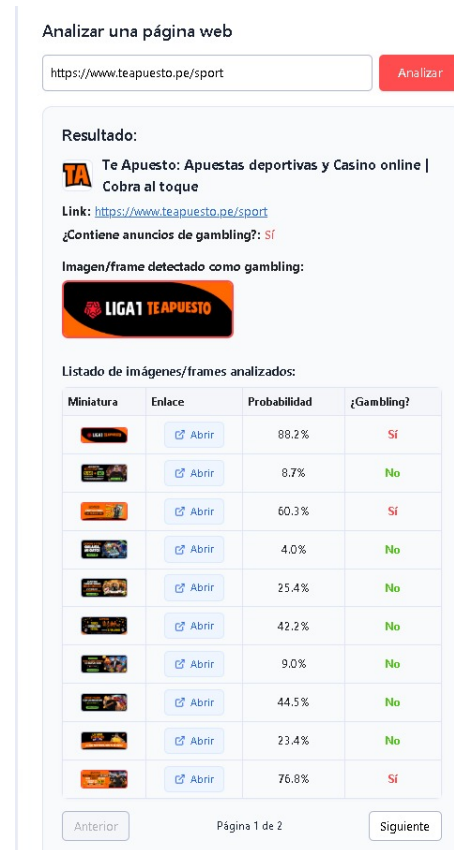 Analizar una página web
https://www.teapuesto.pe/sport
Analizar
Resultado:
TA
Te Apuesto: Apuestas deportivas y Casino online |
Cobra al toque
Link: https://www.teapuesto.pe/sport
¿Contiene anuncios de gambling?: Sí
Imagen/frame detectado como gambling:
LIGA1 TEAPUESTO
Listado de imágenes/frames analizados:
Miniatura Enlace Probabilidad ¿Gambling?
Abrir 88.2% Sí
Abrir 8.7% No
Abrir 60.3% Sí
Abrir 4.0% No
Abrir 25.4% No
Abrir 42.2% No
Abrir 9.0% No
Abrir 44.5% No
Abrir 23.4% No
Abrir 76.8% Sí
Anterior Página 1 de 2 Siguiente